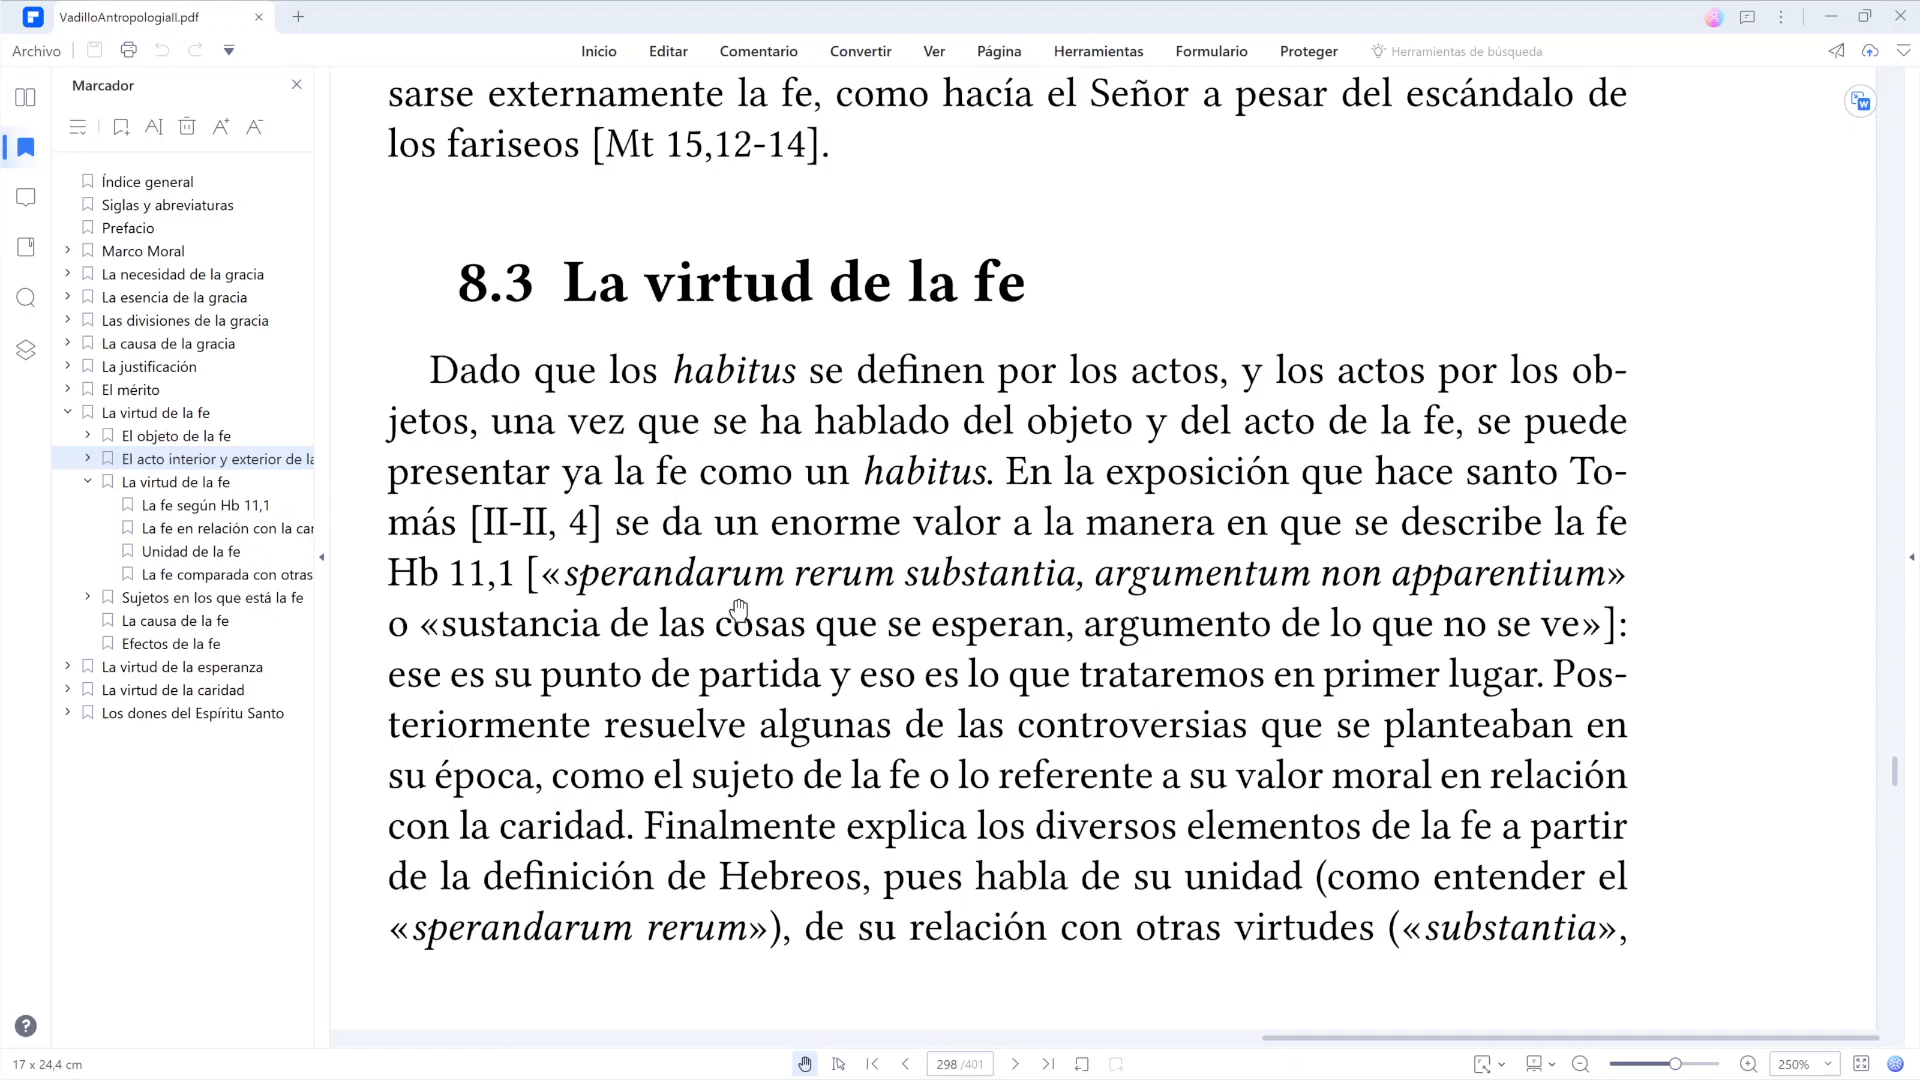 VadilloAntropologiaII.pdf
Archivo
Inicio
Editar
Comentario
Convertir
Ver
Página
Herramientas
Formulario
Proteger
Herramientas de búsqueda
Marcador
Índice general
Siglas y abreviaturas
Prefacio
Marco Moral
La necesidad de la gracia
La esencia de la gracia
Las divisiones de la gracia
La causa de la gracia
La justificación
El mérito
La virtud de la fe
El objeto de la fe
El acto interior y exterior de la
La virtud de la fe
La fe según Hb 11,1
La fe en relación con la car
Unidad de la fe
La fe comparada con otras
Sujetos en los que está la fe
La causa de la fe
Efectos de la fe
La virtud de la esperanza
La virtud de la caridad
Los dones del Espíritu Santo
sarse externamente la fe, como hacía el Señor a pesar del escándalo de
los fariseos [Mt 15,12-14].
8.3 La virtud de la fe
Dado que los habitus se definen por los actos, y los actos por los ob-
jetos, una vez que se ha hablado del objeto y del acto de la fe, se puede
presentar ya la fe como un habitus. En la exposición que hace santo To-
más [II-II, 4] se da un enorme valor a la manera en que se describe la fe
Hb 11,1 [«sperandarum rerum substantia, argumentum non apparentium»
o «sustancia de las cosas que se esperan, argumento de lo que no se ve»]:
ese es su punto de partida y eso es lo que trataremos en primer lugar. Pos-
teriormente resuelve algunas de las controversias que se planteaban en
su época, como el sujeto de la fe o lo referente a su valor moral en relación
con la caridad. Finalmente explica los diversos elementos de la fe a partir
de la definición de Hebreos, pues habla de su unidad (como entender el
«sperandarum rerum»), de su relación con otras virtudes («substantia»,
17 x 24,4 cm
298 /401
250%